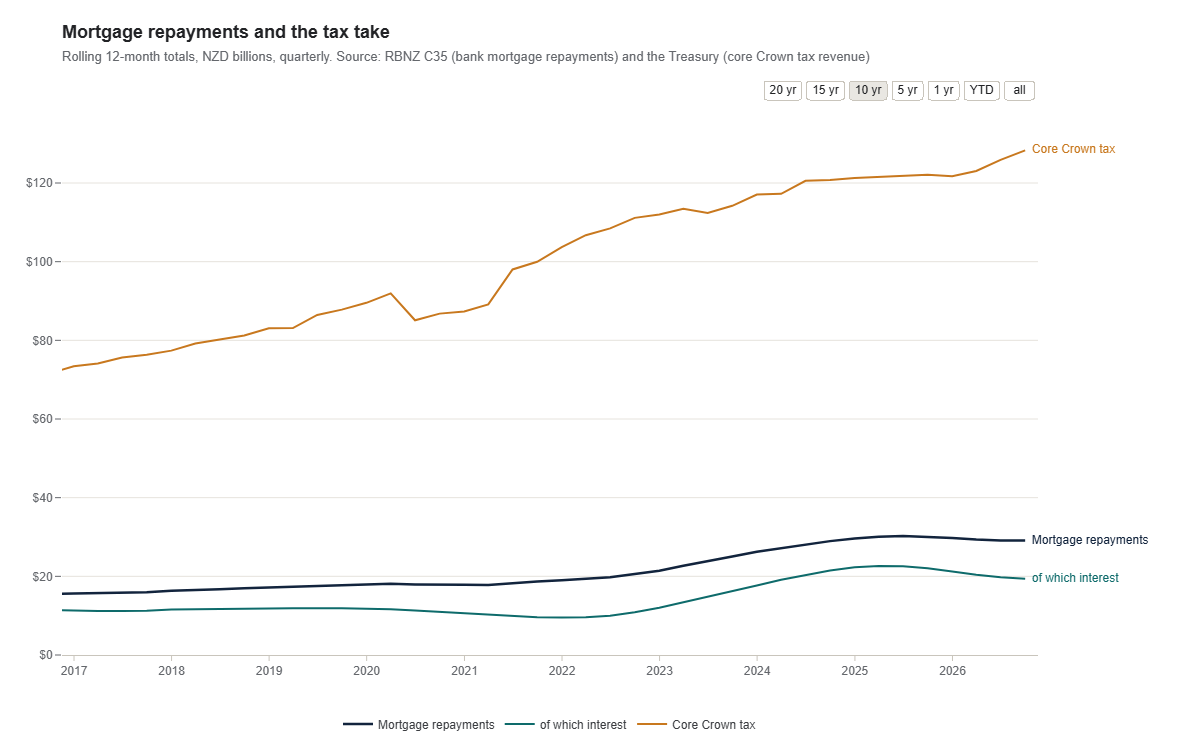 Mortgage repayments and the tax take
Rolling 12-month totals, NZD billions, quarterly. Source: RBNZ C35 (bank mortgage repayments) and the Treasury (core Crown tax revenue)
20 yr 15 yr 10 yr 5 yr 1 yr YTD all
Core Crown tax
$120
$100
$80
$60
$40
Mortgage repayments
$20
of which interest
$0
2017 2018 2019 2020 2021 2022 2023 2024 2025 2026
Mortgage repayments of which interest Core Crown tax